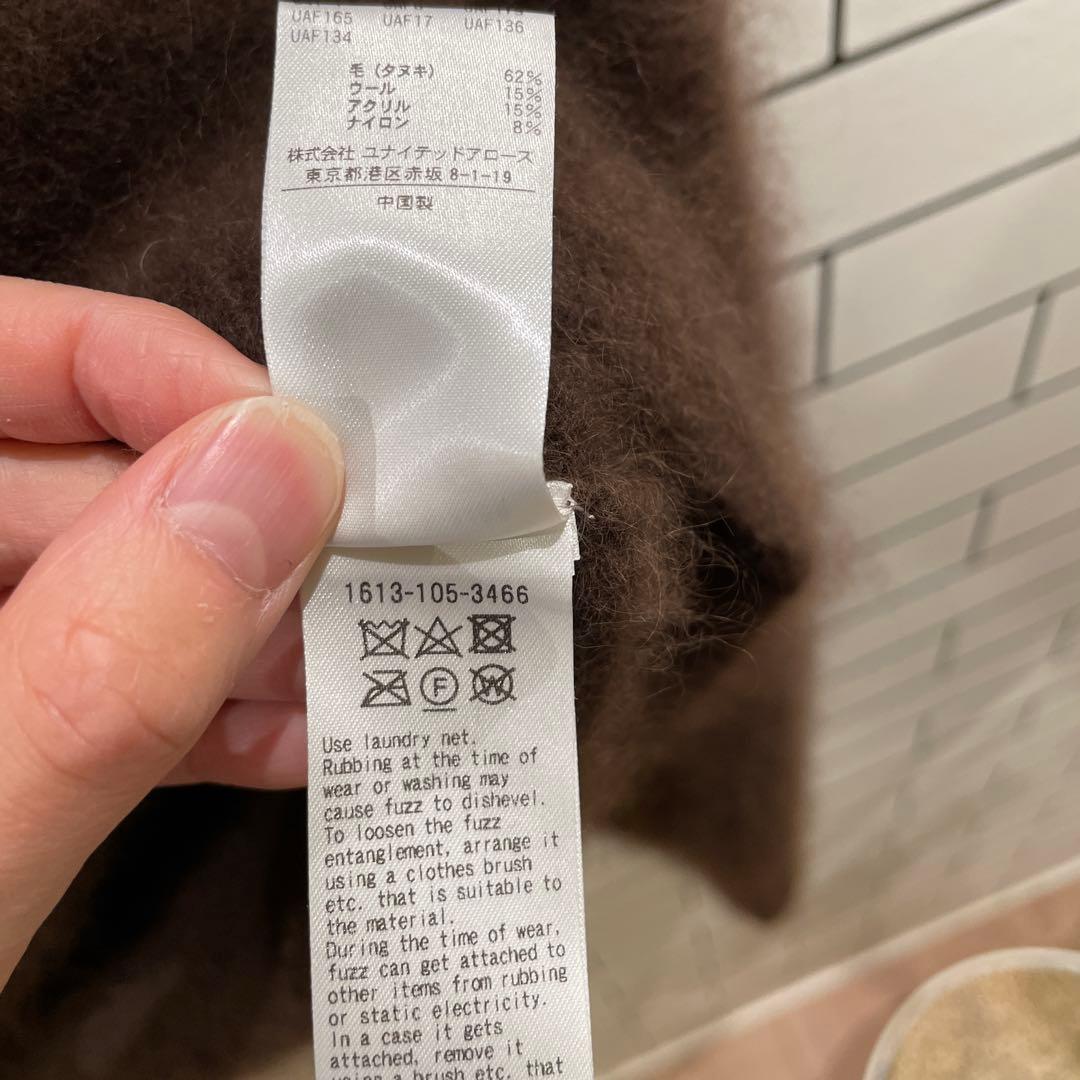 UAF165 UAF17 UAF136
UAF134
毛（タヌキ） 62%
ウール 15%
アクリル 15%
ナイロン 8%
株式会社 ユナイテッドアローズ
東京都港区赤坂 8-1-19
中国製
1613-105-3466
F W
Use laundry net.
Rubbing at the time of
wear or washing may
cause fuzz to dishevel.
To loosen the fuzz
entanglement, arrange it
using a clothes brush
etc. that is suitable to
the material.
During the time of wear,
fuzz can get attached to
other items from rubbing
or static electricity.
In a case it gets
attached, remove it
using a brush etc. that